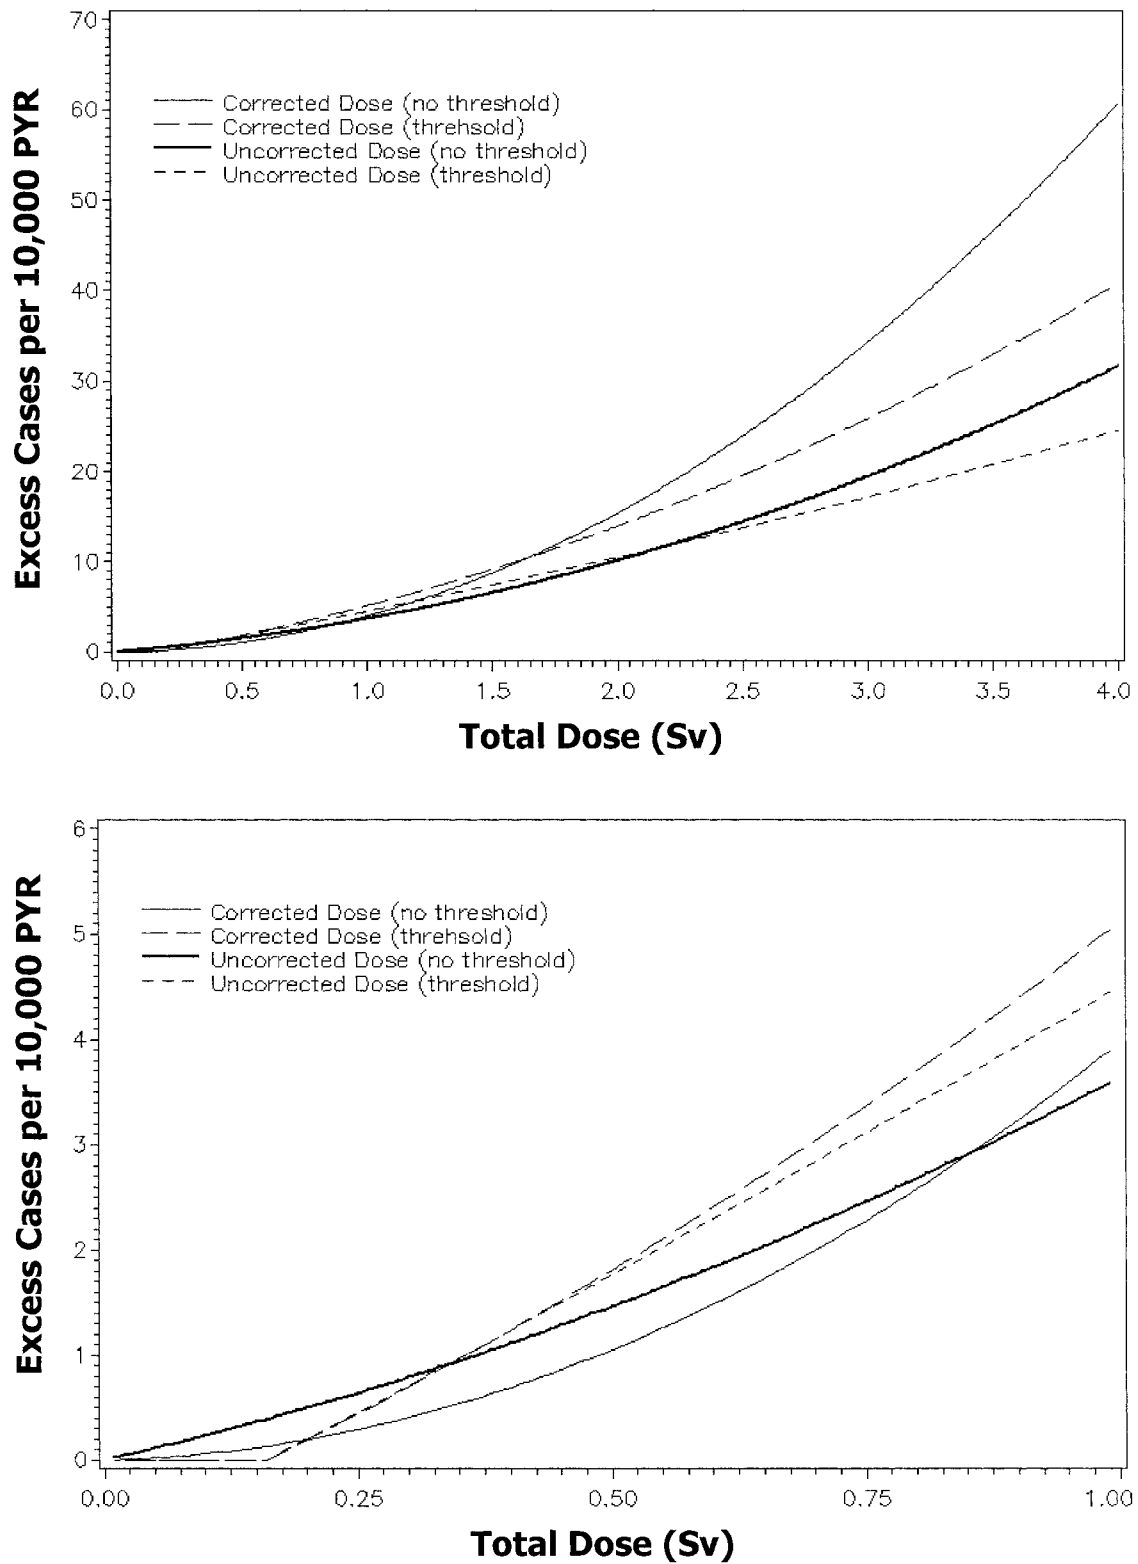 70
60
50
40
30
20
10
0
Excess Cases per 10,000 PYR
Corrected Dose (no threshold)
Corrected Dose (threhsold)
Uncorrected Dose (no threshold)
Uncorrected Dose (threshold)
0.0 0.5 1.0 1.5 2.0 2.5 3.0 3.5 4.0
Total Dose (Sv)
6
5
4
3
2
1
0
Excess Cases per 10,000 PYR
Corrected Dose (no threshold)
Corrected Dose (threhsold)
Uncorrected Dose (no threshold)
Uncorrected Dose (threshold)
0.00 0.25 0.50 0.75 1.00
Total Dose (Sv)